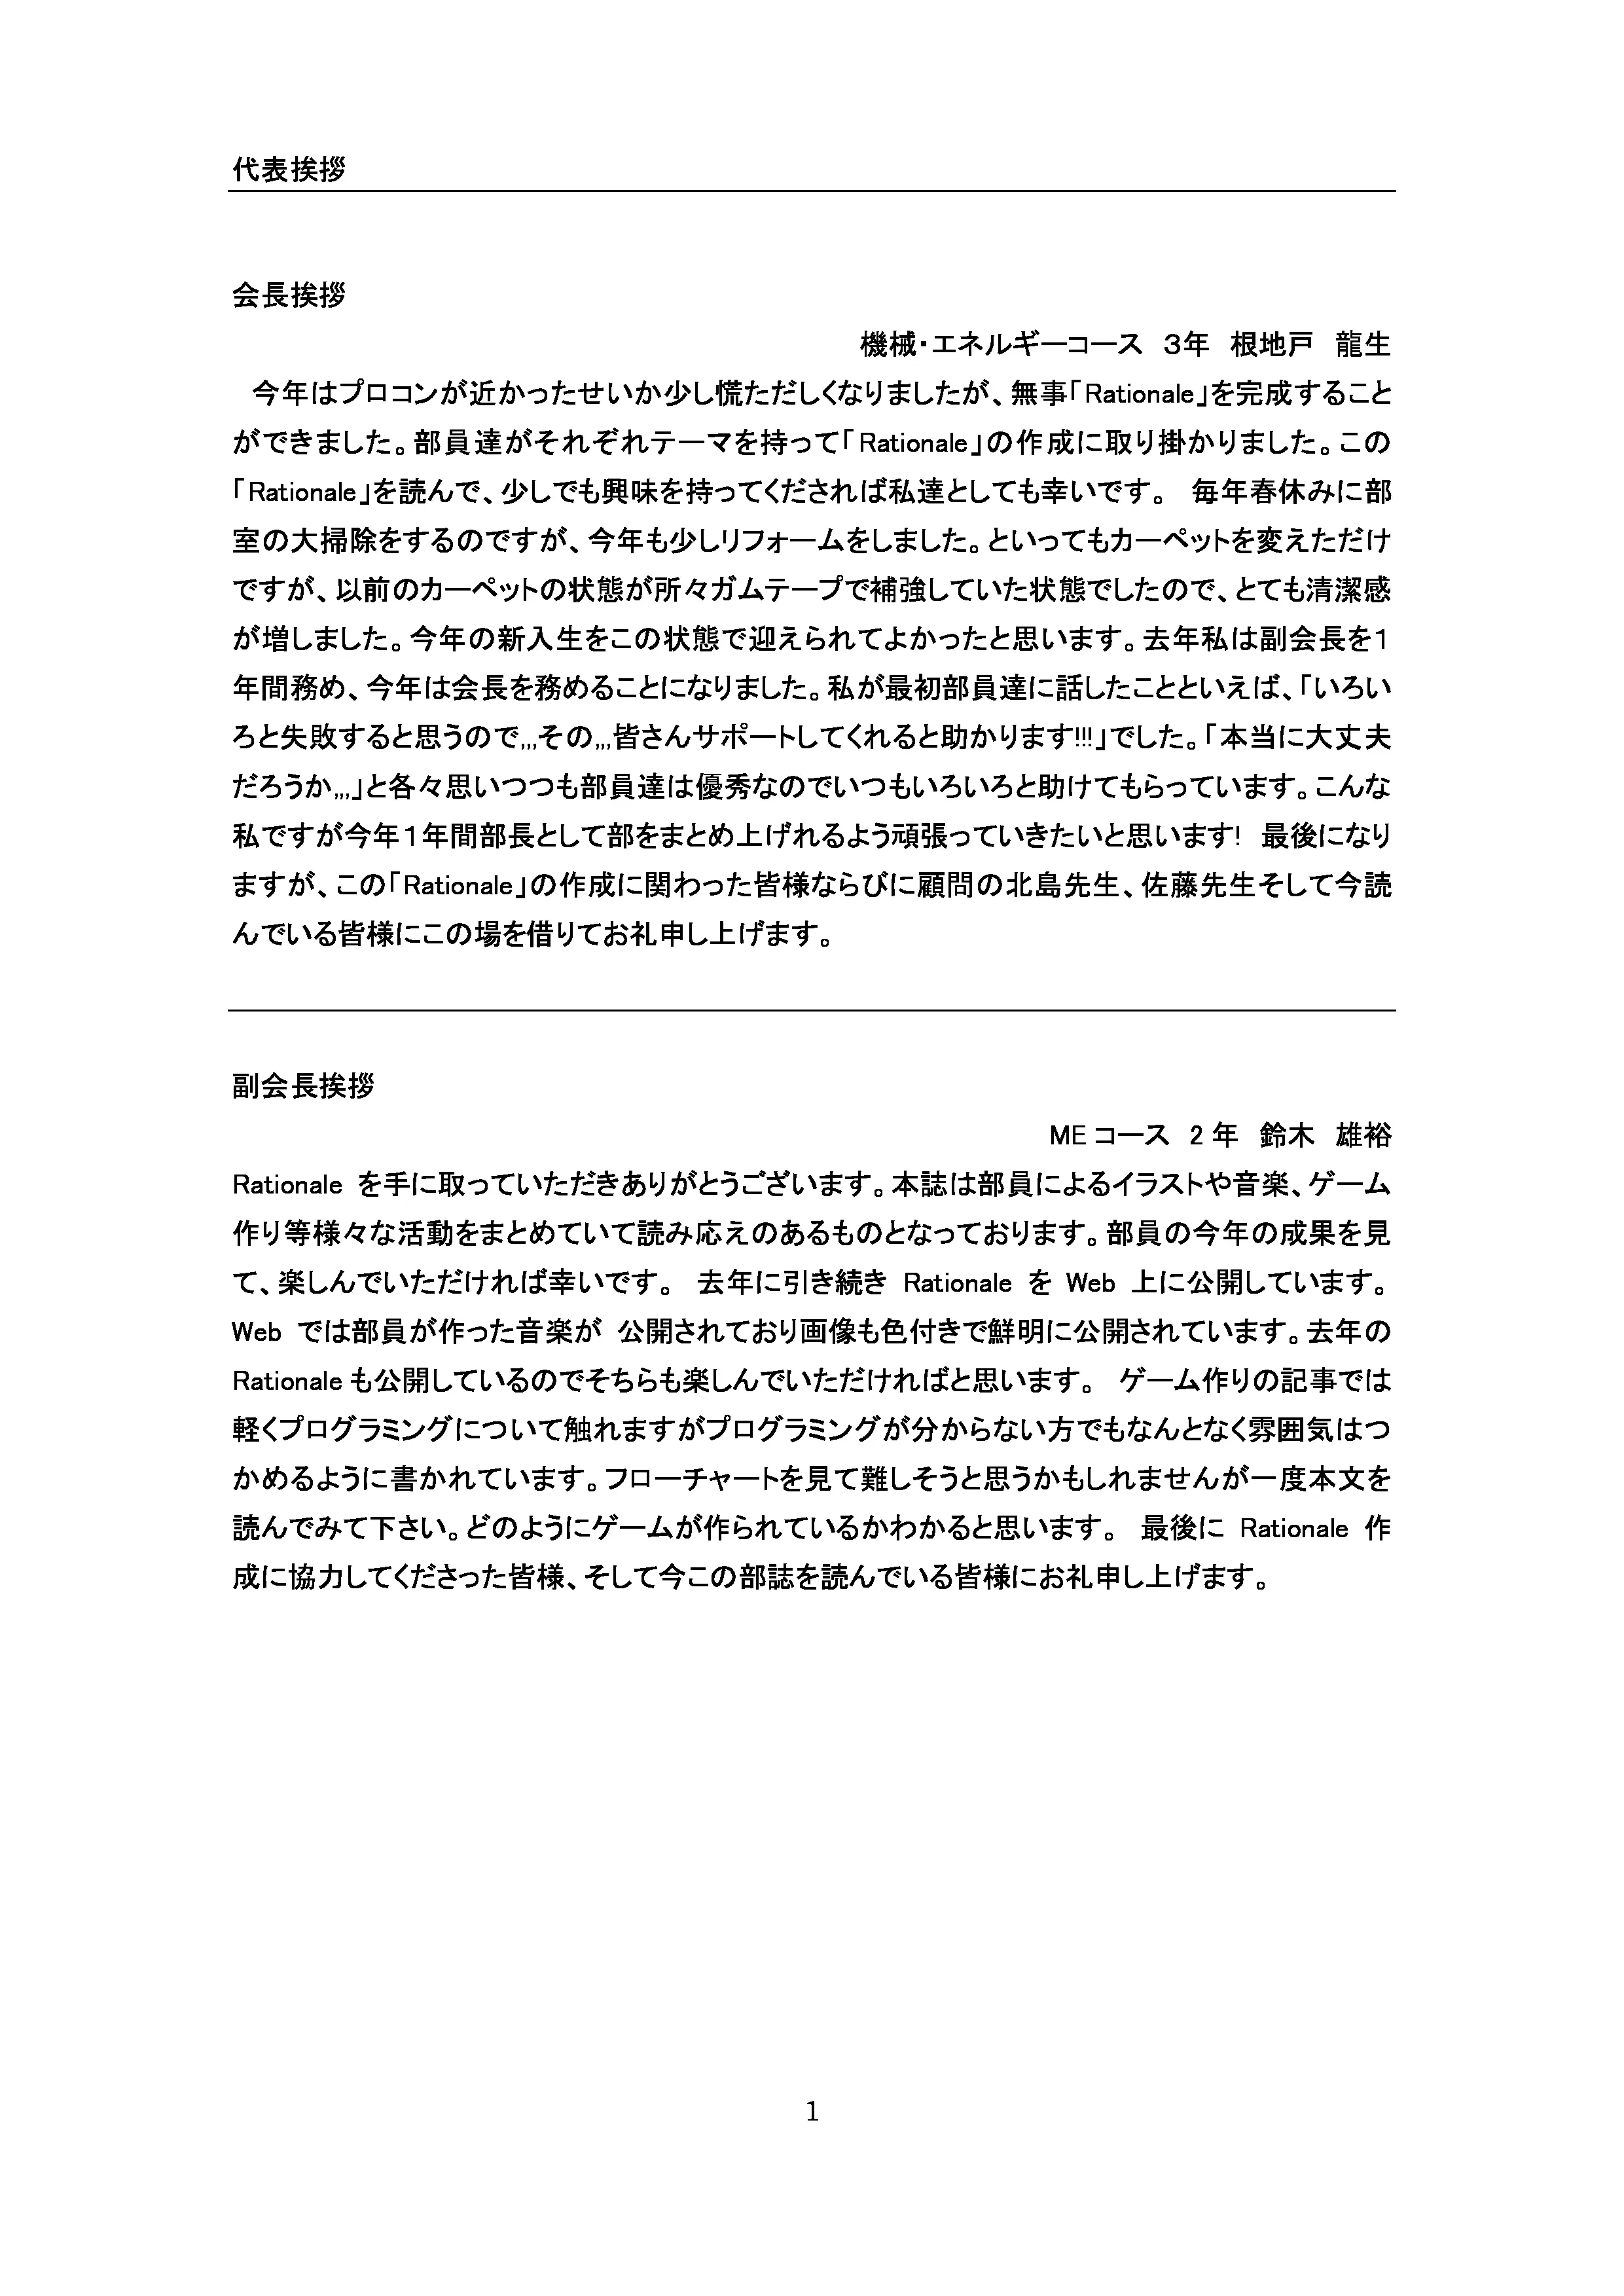 代表挨拶
会長挨拶
機械・エネルギーコース　3年　根地戸　龍生
今年はプロコンが近かったせいか少し慌ただしくなりましたが、無事「Rationale」を完成すること
ができました。部員達がそれぞれテーマを持って「Rationale」の作成に取り掛かりました。この
「Rationale」を読んで、少しでも興味を持ってくだされば私達としても幸いです。　毎年春休みに部
室の大掃除をするのですが、今年も少しリフォームをしました。といってもカーペットを変えただけ
ですが、以前のカーペットの状態が所々ガムテープで補強していた状態でしたので、とても清潔感
が増しました。今年の新入生をこの状態で迎えられてよかったと思います。去年私は副会長を1
年間務め、今年は会長を務めることになりました。私が最初部員達に話したことといえば、「いろい
ろと失敗すると思うので,,,その,,,皆さんサポートしてくれると助かります!!!」でした。「本当に大丈夫
だろうか,,,」と各々思いつつも部員達は優秀なのでいつもいろいろと助けてもらっています。こんな
私ですが今年1年間部長として部をまとめ上げれるよう頑張っていきたいと思います!　最後になり
ますが、この「Rationale」の作成に関わった皆様ならびに顧問の北島先生、佐藤先生そして今読
んでいる皆様にこの場を借りてお礼申し上げます。
副会長挨拶
ME コース　2 年　鈴木　雄裕
Rationale を手に取っていただきありがとうございます。本誌は部員によるイラストや音楽、ゲーム
作り等様々な活動をまとめていて読み応えのあるものとなっております。部員の今年の成果を見
て、楽しんでいただければ幸いです。 去年に引き続き Rationale を Web 上に公開しています。
Web では部員が作った音楽が 公開されており画像も色付きで鮮明に公開されています。去年の
Rationale も公開しているのでそちらも楽しんでいただければと思います。　ゲーム作りの記事では
軽くプログラミングについて触れますがプログラミングが分からない方でもなんとなく雰囲気はつ
かめるように書かれています。フローチャートを見て難しそうと思うかもしれませんが一度本文を
読んでみて下さい。どのようにゲームが作られているかわかると思います。 最後に Rationale 作
成に協力してくださった皆様、そして今この部誌を読んでいる皆様にお礼申し上げます。
1